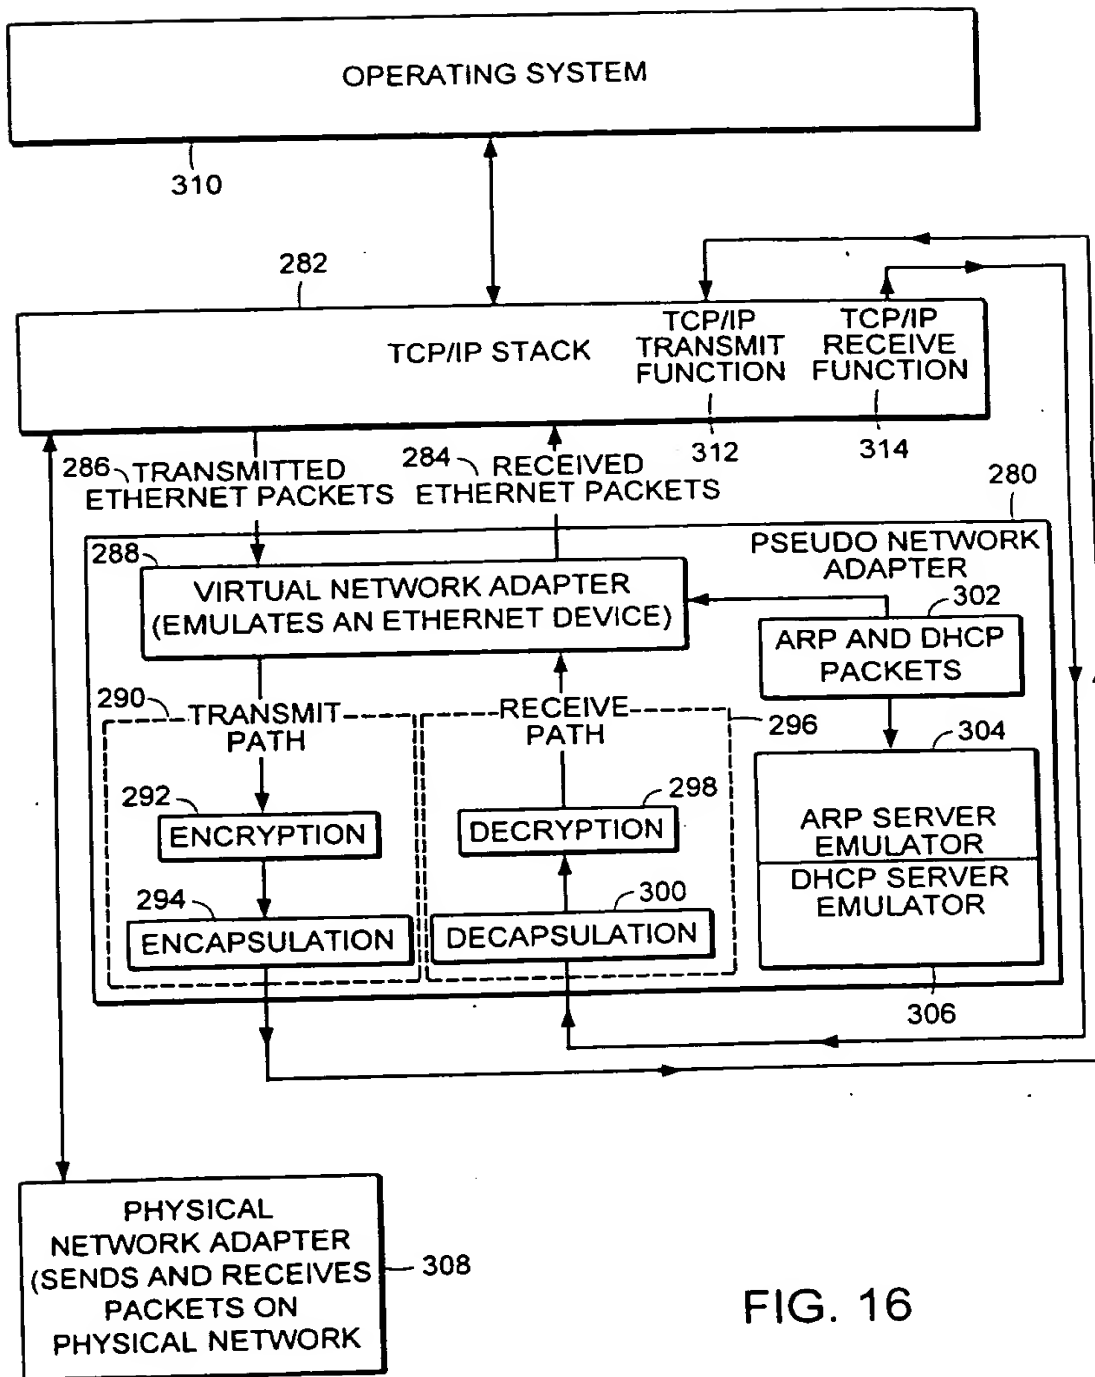 OPERATING SYSTEM
310
282
TCP/IP STACK
TCP/IP
TRANSMIT
FUNCTION
TCP/IP
RECEIVE
FUNCTION
312
314
286 TRANSMITTED
ETHERNET PACKETS
284 RECEIVED
ETHERNET PACKETS
280
288
PSEUDO NETWORK
ADAPTER
VIRTUAL NETWORK ADAPTER
(EMULATES AN ETHERNET DEVICE)
302
ARP AND DHCP
PACKETS
290
TRANSMIT
PATH
RECEIVE
PATH
296
304
292
ENCRYPTION
298
DECRYPTION
ARP SERVER
EMULATOR
DHCP SERVER
EMULATOR
294
ENCAPSULATION
300
DECAPSULATION
306
PHYSICAL
NETWORK ADAPTER
(SENDS AND RECEIVES
PACKETS ON
PHYSICAL NETWORK
308
FIG. 16